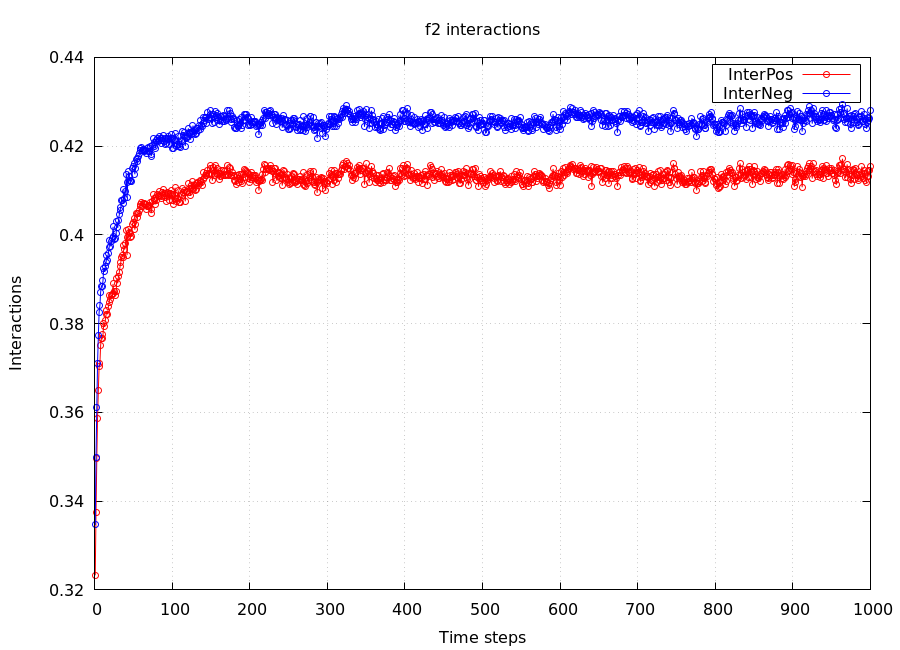 f2 interactions
InterPos
InterNeg
Interactions
0.44
0.42
0.4
0.38
0.36
0.34
0.32
0 100 200 300 400 500 600 700 800 900 1000
Time steps